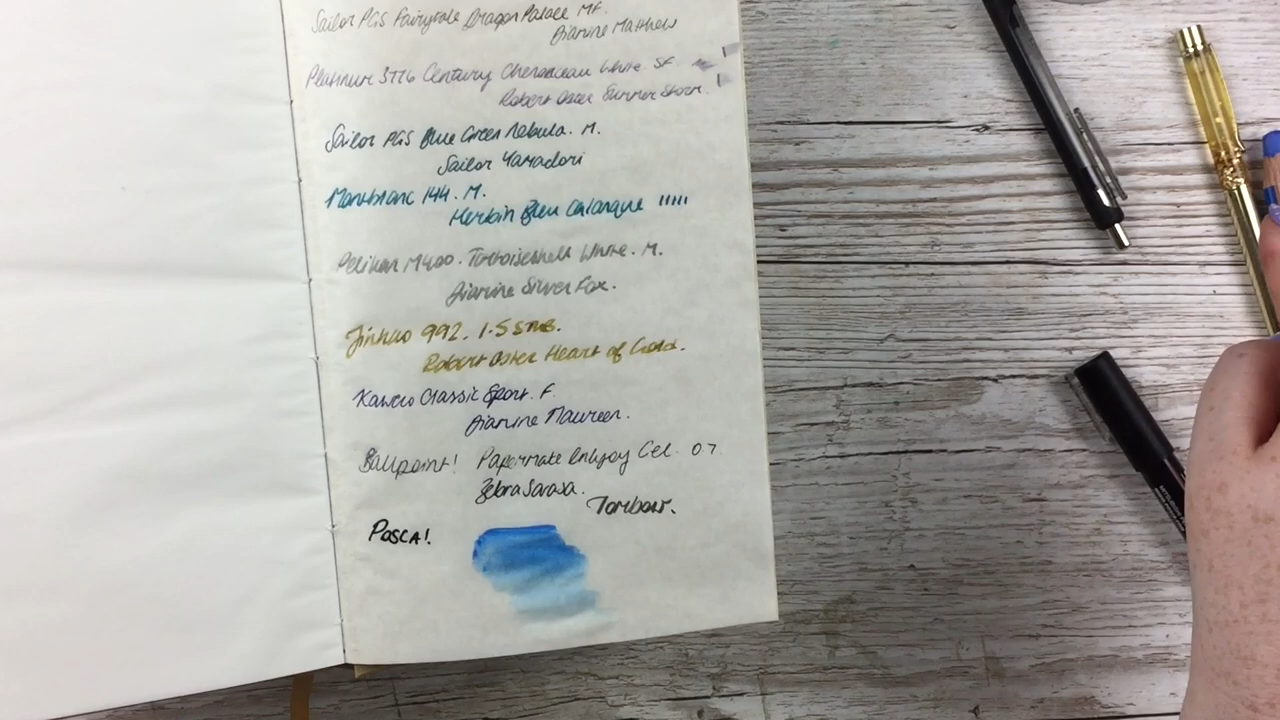 Sailor PGS Fairytale Dragon Palace MF.
Diamine Matthew
Platinum 3776 Century Chenonceau White. SF.
Robert Oster Summer Storm.
Sailor PGS Blue Green Nebula. M.
Sailor Yamadori
Montblanc 144. M.
Herbin Bleu Calanque
Pelikan M400. Tortoiseshell White. M.
Diamine Silver Fox.
Jinhao 992. 1.5
Robert Oster Heart of Gold.
Kaweco Classic Sport. F.
Diamine Maureen.
Ballpoint! Papermate Inkjoy Gel. 0.7
Zebra Sarasa.
Tombow.
POSCA!